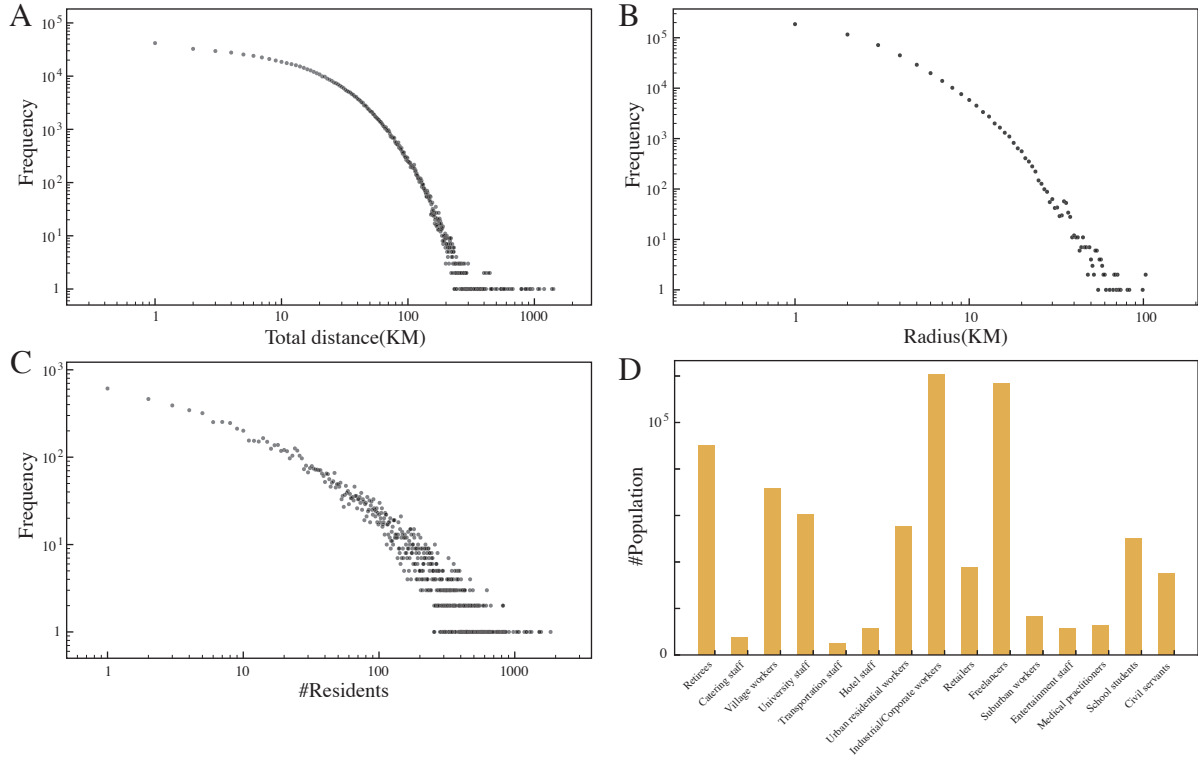 A
10^5
10^4
10^3
10^2
10^1
1
Frequency
1 10 100 1000
Total distance(KM)
B
10^5
10^4
10^3
10^2
10^1
1
Frequency
1 10 100
Radius(KM)
C
10^3
10^2
10^1
1
Frequency
1 10 100 1000
#Residents
D
10^5
0
#Population
Retirees
Catering staff
Village workers
University staff
Transportation staff
Hotel staff
Urban residential workers
Industrial/Corporate workers
Retailers
Freelancers
Suburban workers
Entertainment staff
Medical practitioners
School students
Civil servants